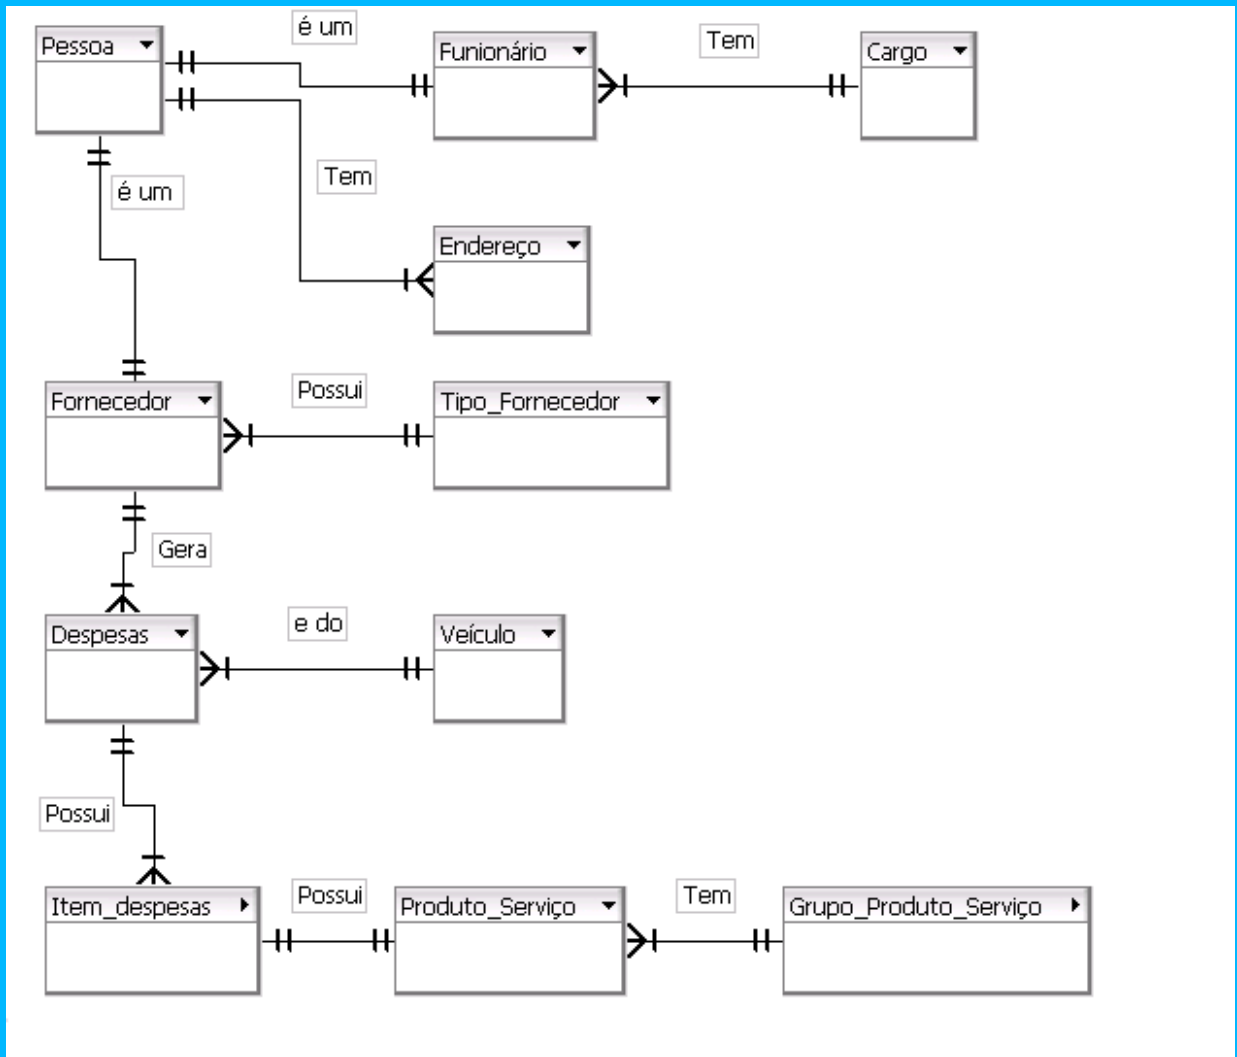 é um
Pessoa
Funionário
Tem
Cargo
é um
Tem
Endereço
Fornecedor
Possui
Tipo_Fornecedor
Gera
Despesas
e do
Veículo
Possui
Item_despesas
Possui
Produto_Serviço
Tem
Grupo_Produto_Serviço